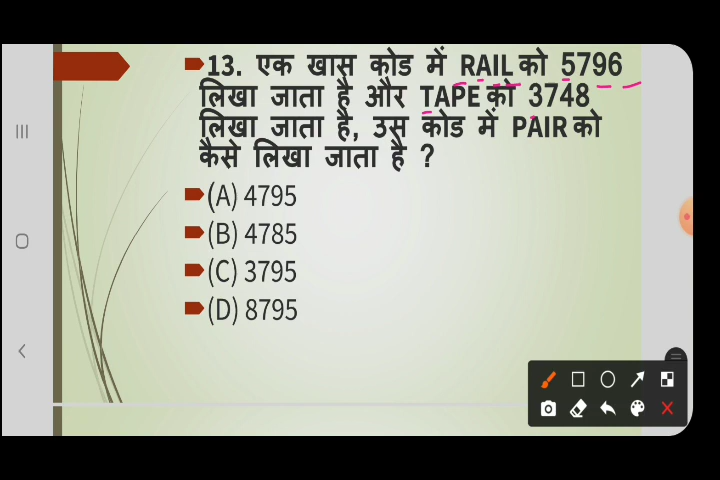 13. एक खास कोड में RAIL को 5796
लिखा जाता है और TAPE को 3748
लिखा जाता है, उस कोड में PAIR को
कैसे लिखा जाता है ?
(A) 4795
(B) 4785
(C) 3795
(D) 8795